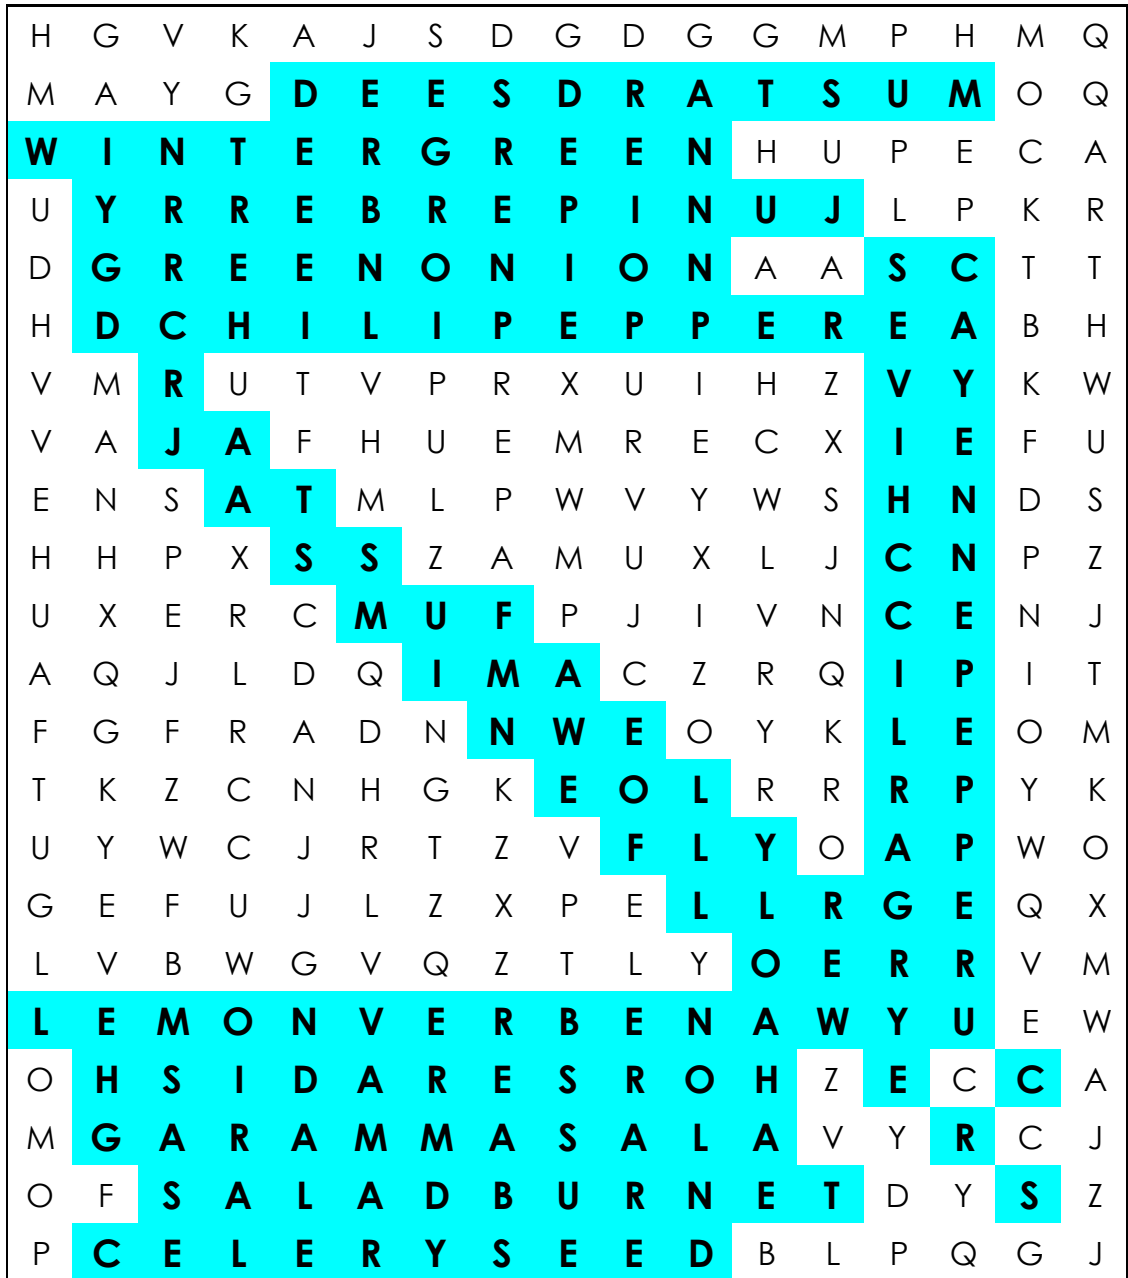 H G V K A J S D G D G G M P H M Q
M A Y G D E E S D R A T S U M O Q
W I N T E R G R E E N H U P E C A
U Y R R E B R E P I N U J L P K R
D G R E E N O N I O N A A S C T T
H D C H I L I P E P P E R E A B H
V M R U T V P R X U I H Z V Y K W
V A J A F H U E M R E C X I E F U
E N S A T M L P W V Y W S H N D S
H H P X S S Z A M U X L J C N P Z
U X E R C M U F P J I V N C E N J
A Q J L D Q I M A C Z R Q I P I T
F G F R A D N N W E O Y K L E O M
T K Z C N H G K E O L R R R P Y K
U Y W C J R T Z V F L Y O A P W O
G E F U J L Z X P E L L R G E Q X
L V B W G V Q Z T L Y O E R R V M
L E M O N V E R B E N A W Y U E W
O H S I D A R E S R O H Z E C C A
M G A R A M M A S A L A V Y R C J
O F S A L A D B U R N E T D Y S Z
P C E L E R Y S E E D B L P Q G J